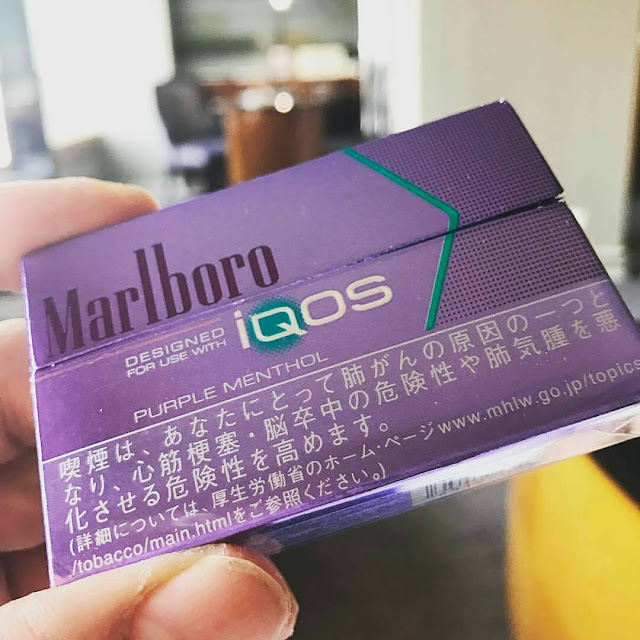 Marlboro
DESIGNED
FOR USE WITH
iQOS
PURPLE MENTHOL
喫煙は、あなたにとって肺がんの原因の一つと
なり、心筋梗塞・脳卒中の危険性や肺気腫を悪
化させる危険性を高めます。
(詳細については、厚生労働省のホーム・ページwww.mhlw.go.jp/topics
/tobacco/main.htmlをご参照ください。)